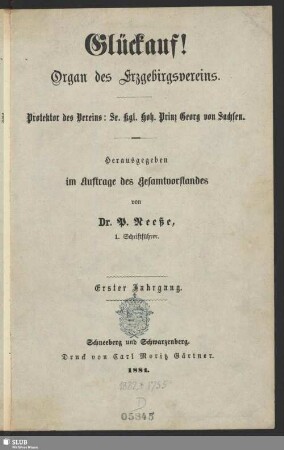 Glückauf!
Organ des Erzgebirgsvereins.
Protektor des Vereins: Se. Kgl. Hoh. Prinz Georg von Sachsen.
Herausgegeben
im Auftrage des Gesamtvorstandes
von
Dr. P. Neeße,
1. Schriftführer.
Erster Jahrgang.
Schneeberg und Schwarzenberg.
Druck von Carl Moritz Gärtner.
1881.
D
05345
SLUB